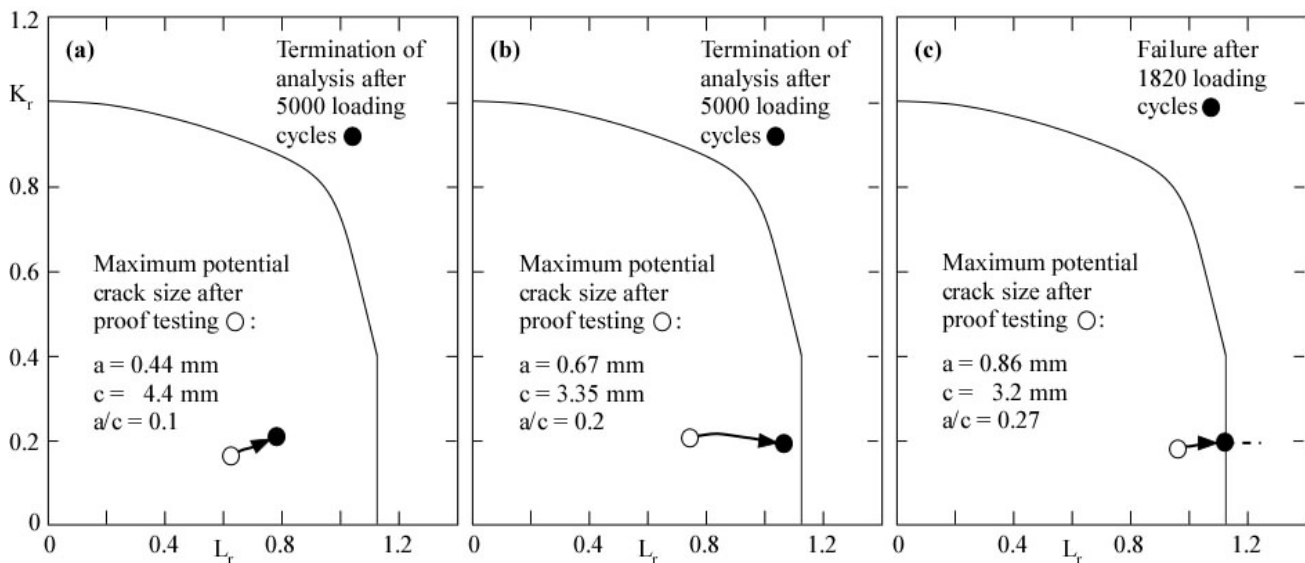 1.2
K_r
1.0
0.8
0.6
0.4
0.2
0
(a)
Termination of
analysis after
5000 loading
cycles
Maximum potential
crack size after
proof testing :
a = 0.44 mm
c = 4.4 mm
a/c = 0.1
0 0.4 L_r 0.8 1.2
(b)
Termination of
analysis after
5000 loading
cycles
Maximum potential
crack size after
proof testing :
a = 0.67 mm
c = 3.35 mm
a/c = 0.2
0 0.4 L_r 0.8 1.2
(c)
Failure after
1820 loading
cycles
Maximum potential
crack size after
proof testing :
a = 0.86 mm
c = 3.2 mm
a/c = 0.27
0 0.4 L_r 0.8 1.2